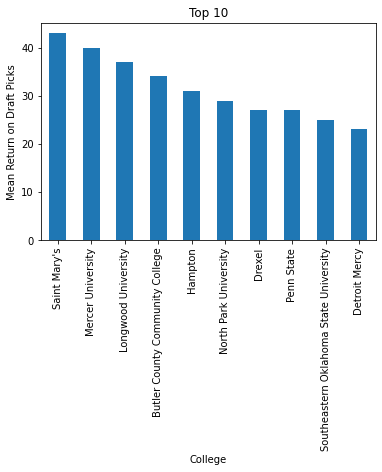 Top 10
Mean Return on Draft Picks
40
30
20
10
0
Saint Mary's
Mercer University
Longwood University
Butler County Community College
Hampton
North Park University
Drexel
Penn State
Southeastern Oklahoma State University
Detroit Mercy
College